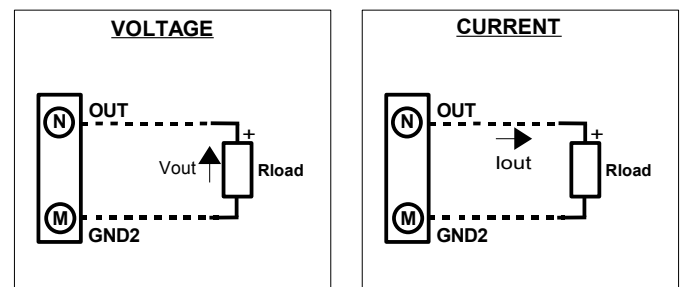 VOLTAGE
N OUT
+
Vout Rload
M
GND2
CURRENT
N OUT
+
Iout Rload
M
GND2